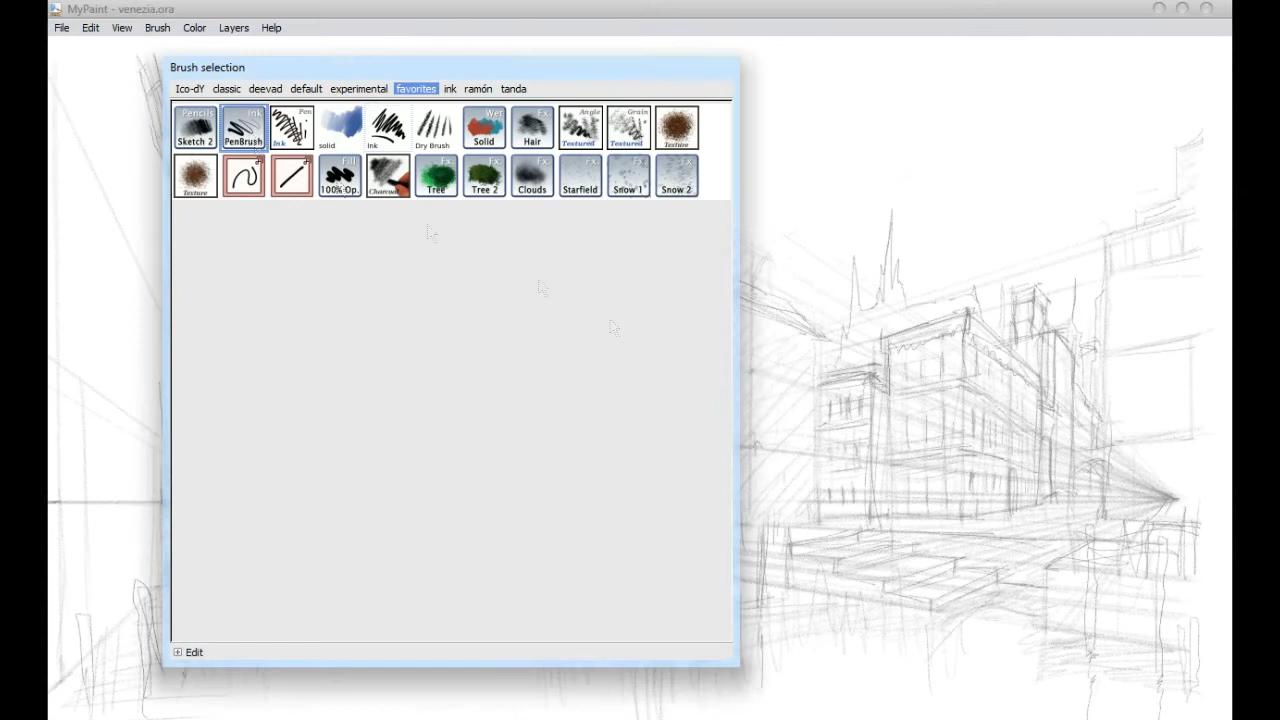 MyPaint - venezia.ora
File Edit View Brush Color Layers Help
Brush selection
Ico-dY classic deevad default experimental favorites ink ramón tanda
Pencils Ink Pen Wet Fx Angle Grain
Sketch 2 PenBrush Ink solid Ink Dry Brush Solid Hair Textured Textured Texture
Fill Fx Fx Fx Fx Fx Fx
Texture 100% Op. Charcoal Tree Tree 2 Clouds Starfield Snow 1 Snow 2
Edit